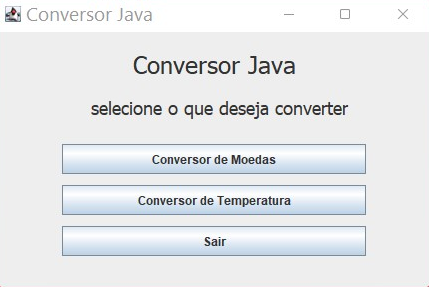 Conversor Java
Conversor Java
selecione o que deseja converter
Conversor de Moedas
Conversor de Temperatura
Sair